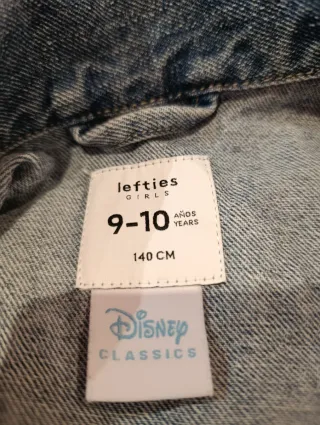 lefties
GIRLS
9-10 AÑOS
YEARS
140 CM
Disney
CLASSICS